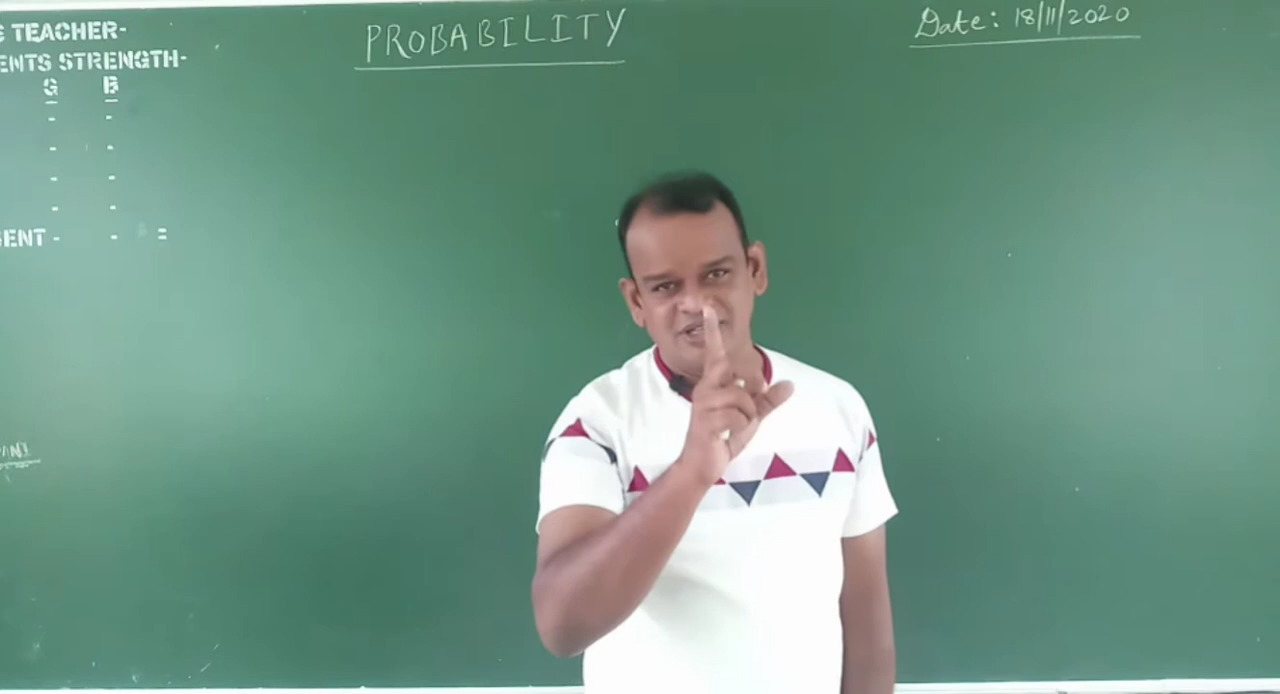 S TEACHER-
ENTS STRENGTH-
G B
- -
- -
- -
- -
SENT - - =
PROBABILITY
Date: 18/11/2020